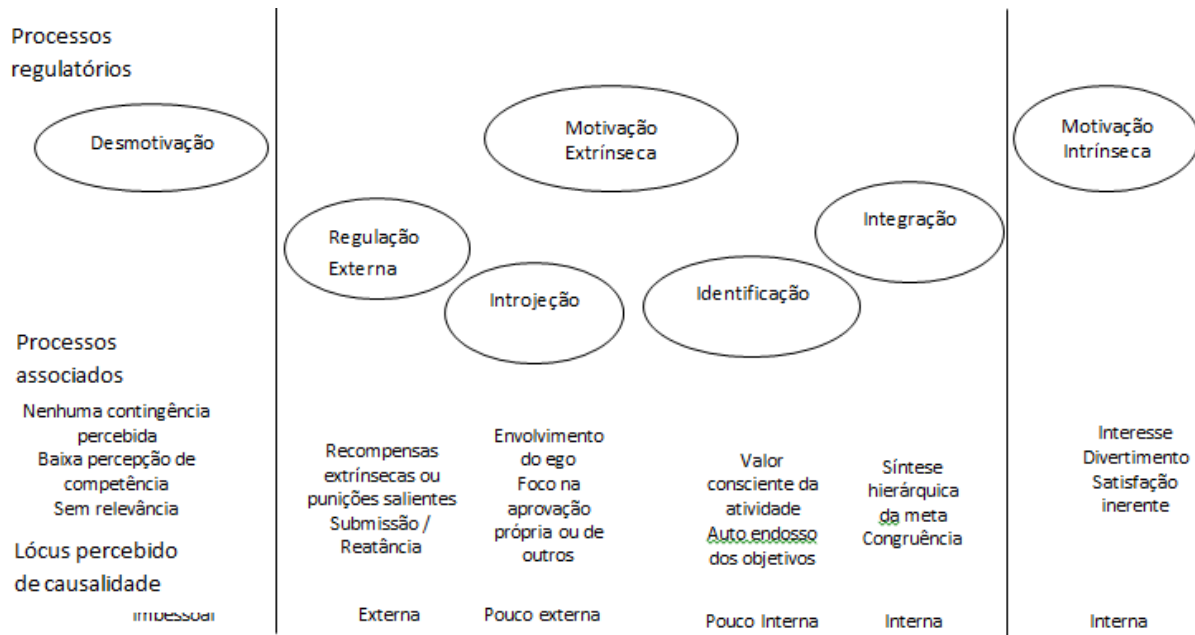 Processos
regulatórios
Desmotivação
Motivação
Extrínseca
Motivação
Intrínseca
Regulação
Externa
Introjeção
Identificação
Integração
Processos
associados
Nenhuma contingência
percebida
Baixa percepção de
competência
Sem relevância
Recompensas
extrínsecas ou
punições salientes
Submissão /
Reatância
Envolvimento
do ego
Foco na
aprovação
própria ou de
outros
Valor
consciente da
atividade
Auto endosso
dos objetivos
Síntese
hierárquica
da meta
Congruência
Interesse
Divertimento
Satisfação
inerente
Lócus percebido
de causalidade
Impessoal
Externa
Pouco externa
Pouco Interna
Interna
Interna